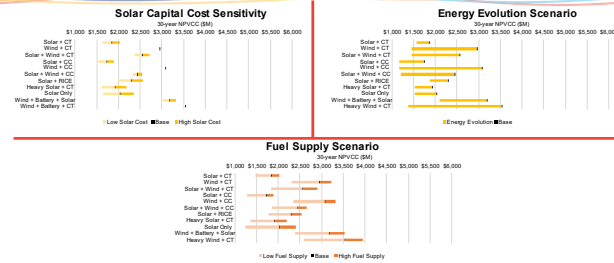 Solar Capital Cost Sensitivity
30-year NPVCC ($M)
$1,000 $1,500 $2,000 $2,500 $3,000 $3,500 $4,000 $4,500 $5,000 $5,500 $6,000
Solar + CT
Wind + CT
Solar + Wind + CT
Solar + CC
Wind + CC
Solar + Wind + CC
Solar + RICE
Heavy Solar + CT
Solar Only
Wind + Battery + Solar
Wind + Battery + CT
Low Solar Cost Base High Solar Cost
Energy Evolution Scenario
30-year NPVCC ($M)
$1,000 $1,500 $2,000 $2,500 $3,000 $3,500 $4,000 $4,500 $5,000 $5,500 $6,000
Solar + CT
Wind + CT
Solar + Wind + CT
Solar + CC
Wind + CC
Solar + Wind + CC
Solar + RICE
Heavy Solar + CT
Solar Only
Wind + Battery + Solar
Heavy Wind + CT
Energy Evolution Base
Fuel Supply Scenario
30-year NPVCC ($M)
$1,000 $1,500 $2,000 $2,500 $3,000 $3,500 $4,000 $4,500 $5,000 $5,500 $6,000
Solar + CT
Wind + CT
Solar + Wind + CT
Solar + CC
Wind + CC
Solar + Wind + CC
Solar + RICE
Heavy Solar + CT
Solar Only
Wind + Battery + Solar
Heavy Wind + CT
Low Fuel Supply Base High Fuel Supply